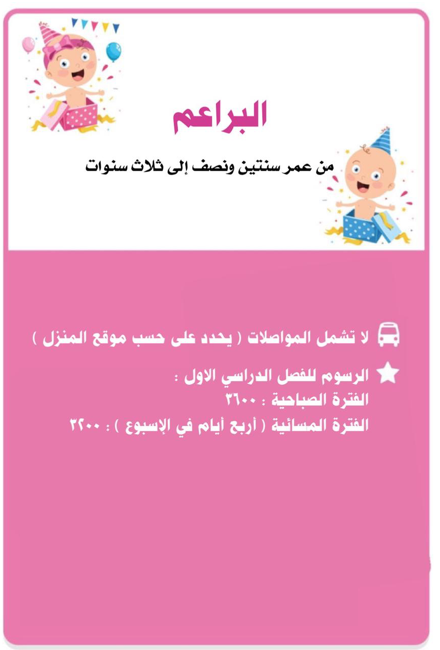 البراعم
من عمر سنتين ونصف إلى ثلاث سنوات
لا تشمل المواصلات ( يحدد على حسب موقع المنزل )
الرسوم للفصل الدراسي الاول :
الفترة الصباحية : ٣٦٠٠
الفترة المسائية ( أربع أيام في الإسبوع ) : ٢٢٠٠